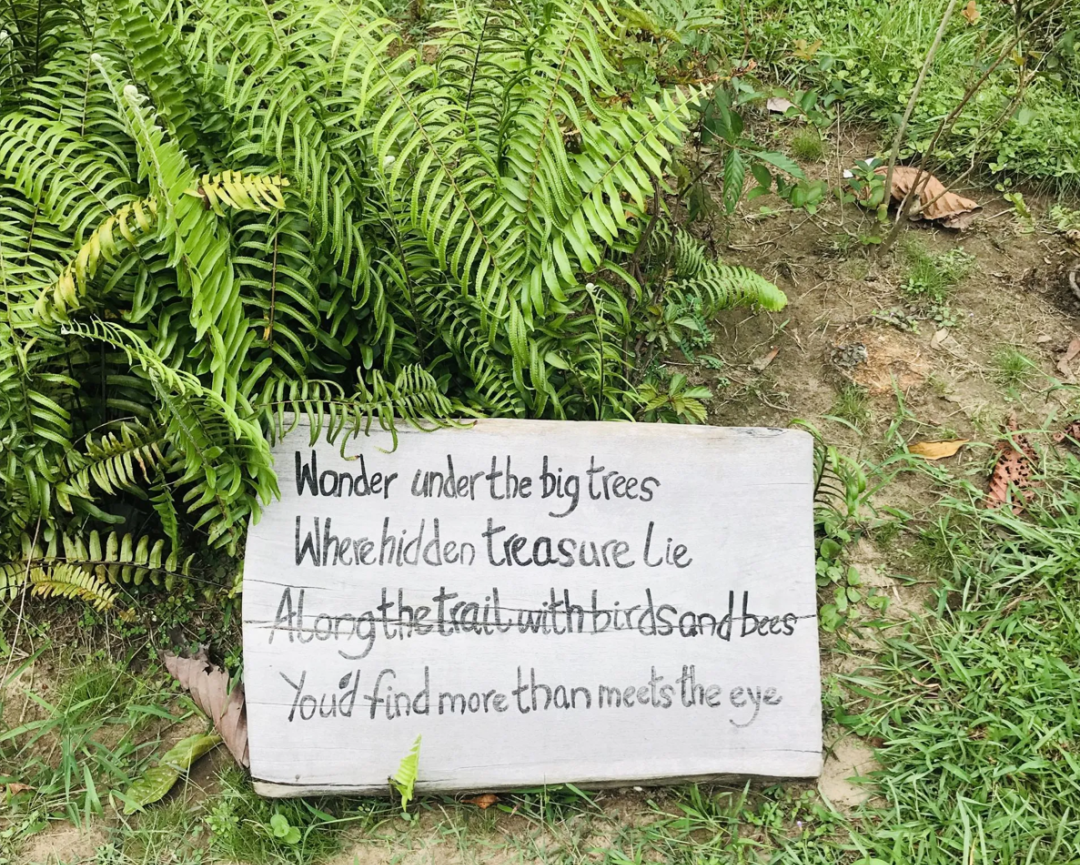 Wonder under the big trees
Where hidden treasure lie
Along the trail with birds and bees
You'd find more than meets the eye